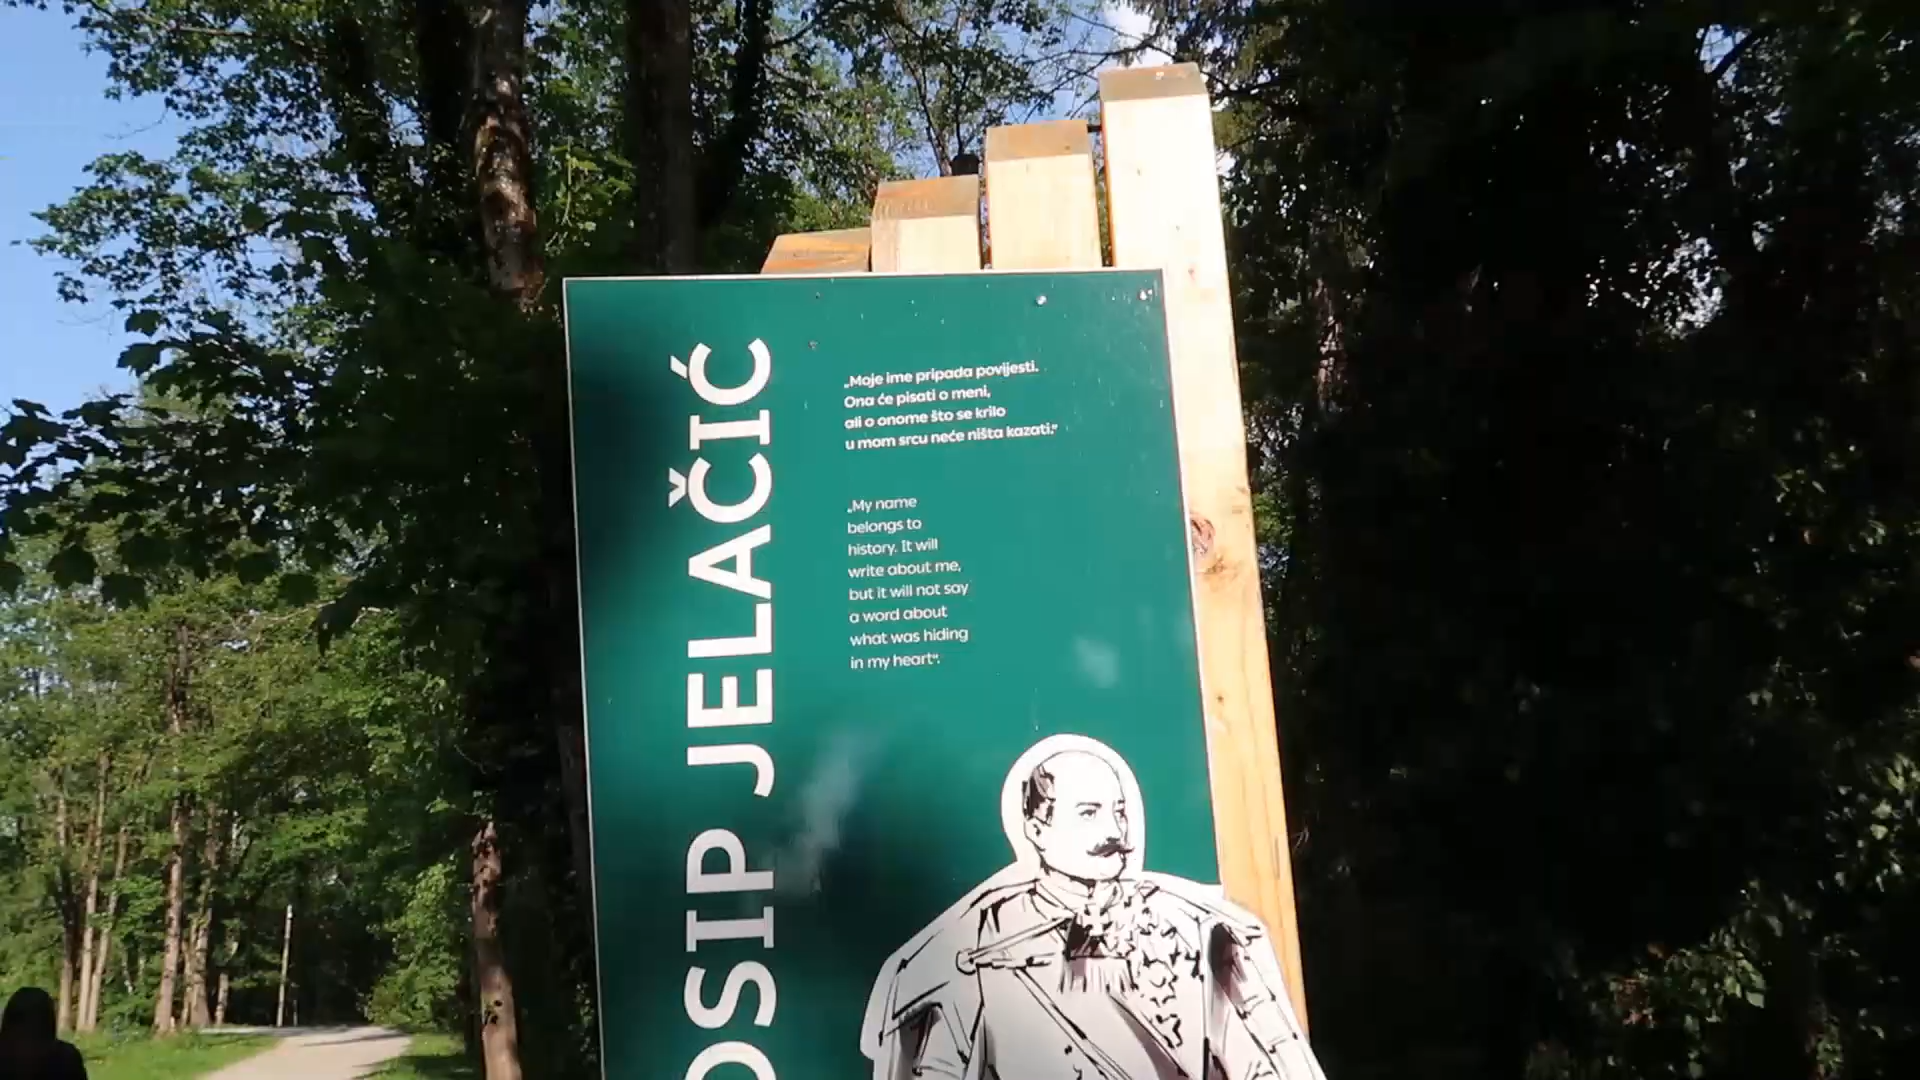 OSIP JELAČIĆ
„Moje ime pripada povijesti.
Ona će pisati o meni,
ali o onome što se krilo
u mom srcu neće ništa kazati.“
„My name
belongs to
history. It will
write about me,
but it will not say
a word about
what was hiding
in my heart“.